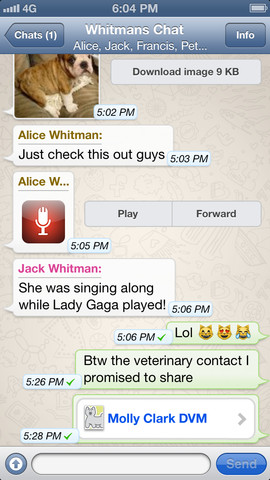 4G
6:04 PM
Chats (1)
Whitmans Chat
Alice, Jack, Francis, Pet...
Info
Download image 9 KB
5:02 PM
Alice Whitman:
Just check this out guys
5:03 PM
Alice W...
Play
Forward
5:05 PM
Jack Whitman:
She was singing along
while Lady Gaga played!
5:06 PM
Lol 😸 😻 😹
5:06 PM ✓
Btw the veterinary contact I
promised to share
5:26 PM ✓
Molly Clark DVM
5:28 PM ✓
Send